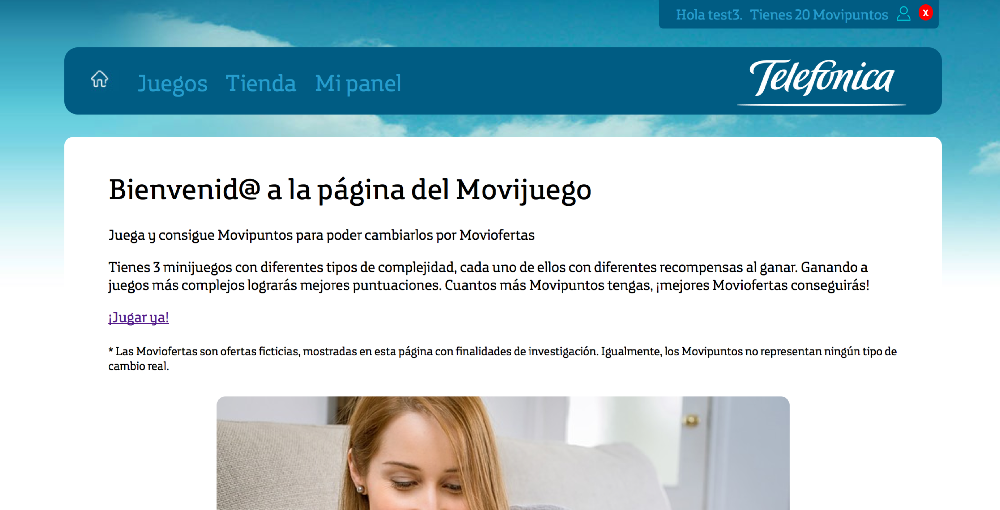 Hola test3. Tienes 20 Movipuntos X
Juegos Tienda Mi panel Telefónica
Bienvenid@ a la página del Movijuego
Juega y consigue Movipuntos para poder cambiarlos por Moviofertas
Tienes 3 minijuegos con diferentes tipos de complejidad, cada uno de ellos con diferentes recompensas al ganar. Ganando a
juegos más complejos lograrás mejores puntuaciones. Cuantos más Movipuntos tengas, ¡mejores Moviofertas conseguirás!
¡Jugar ya!
* Las Moviofertas son ofertas ficticias, mostradas en esta página con finalidades de investigación. Igualmente, los Movipuntos no representan ningún tipo de
cambio real.